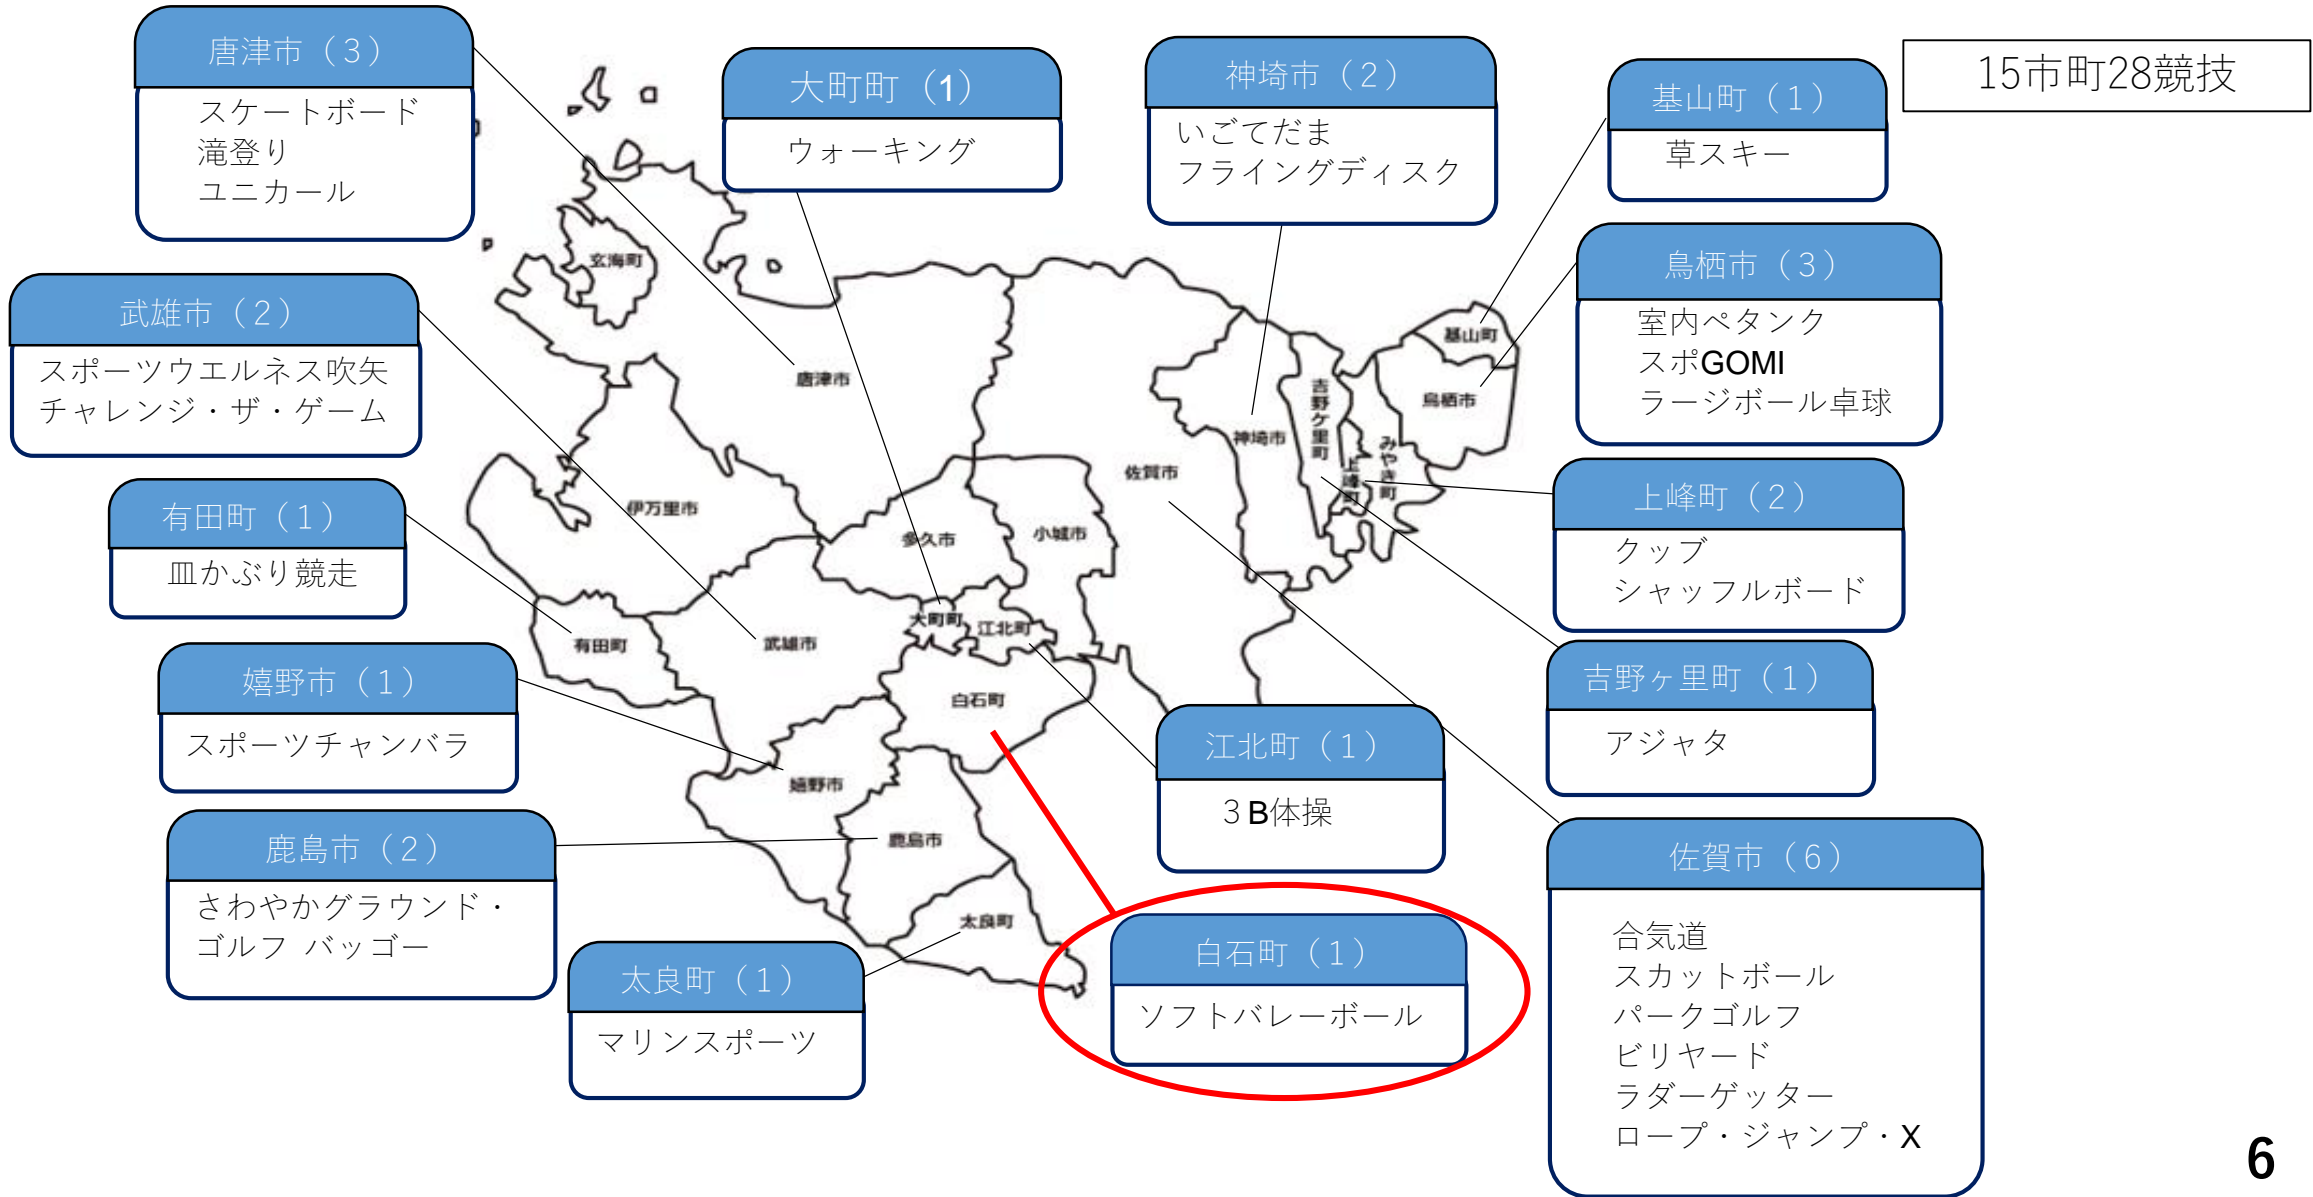 唐津市（３）
スケートボード
滝登り
ユニカール
大町町（1）
ウォーキング
神埼市（２）
いごてだま
フライングディスク
基山町（１）
草スキー
15市町28競技
武雄市（２）
スポーツウエルネス吹矢
チャレンジ・ザ・ゲーム
鳥栖市（３）
室内ペタンク
スポGOMI
ラージボール卓球
有田町（１）
皿かぶり競走
上峰町（２）
クッブ
シャッフルボード
嬉野市（１）
スポーツチャンバラ
吉野ヶ里町（１）
アジャタ
江北町（１）
３B体操
鹿島市（２）
さわやかグラウンド・
ゴルフ バッゴー
太良町（１）
マリンスポーツ
白石町（１）
ソフトバレーボール
佐賀市（６）
合気道
スカットボール
パークゴルフ
ビリヤード
ラダーゲッター
ロープ・ジャンプ・X
玄海町
唐津市
伊万里市
多久市
小城市
佐賀市
神埼市
吉野ケ里町
上峰町
みやき町
基山町
鳥栖市
有田町
武雄市
大町町
江北町
白石町
嬉野市
鹿島市
太良町
6